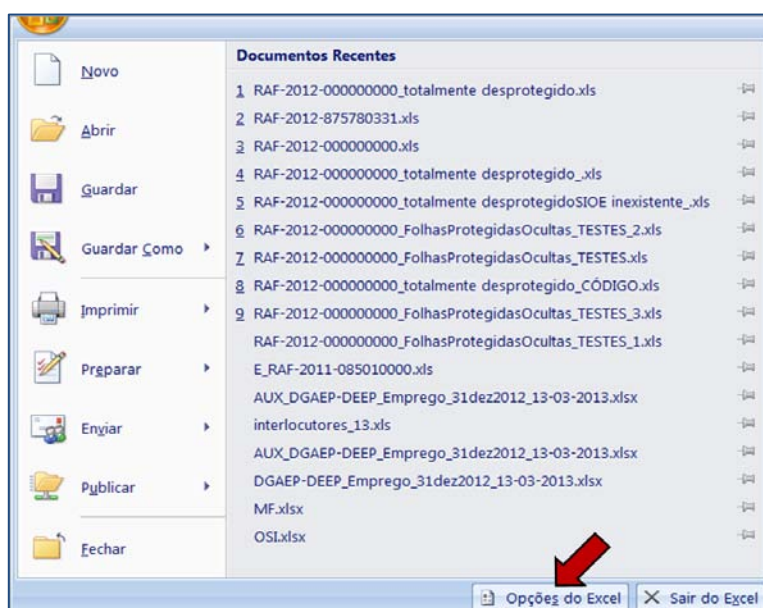 Novo
Abrir
Guardar
Guardar Como
Imprimir
Preparar
Enviar
Publicar
Fechar
Documentos Recentes
1 RAF-2012-000000000_totalmente desprotegido.xls
2 RAF-2012-875780331.xls
3 RAF-2012-000000000.xls
4 RAF-2012-000000000_totalmente desprotegido_.xls
5 RAF-2012-000000000_totalmente desprotegidoSIOE inexistente_.xls
6 RAF-2012-000000000_FolhasProtegidasOcultas_TESTES_2.xls
7 RAF-2012-000000000_FolhasProtegidasOcultas_TESTES.xls
8 RAF-2012-000000000_totalmente desprotegido_CÓDIGO.xls
9 RAF-2012-000000000_FolhasProtegidasOcultas_TESTES_3.xls
RAF-2012-000000000_FolhasProtegidasOcultas_TESTES_1.xls
E_RAF-2011-085010000.xls
AUX_DGAEP-DEEP_Emprego_31dez2012_13-03-2013.xlsx
interlocutores_13.xls
AUX_DGAEP-DEEP_Emprego_31dez2012_13-03-2013.xlsx
DGAEP-DEEP_Emprego_31dez2012_13-03-2013.xlsx
MF.xlsx
OSI.xlsx
Opções do Excel
Sair do Excel